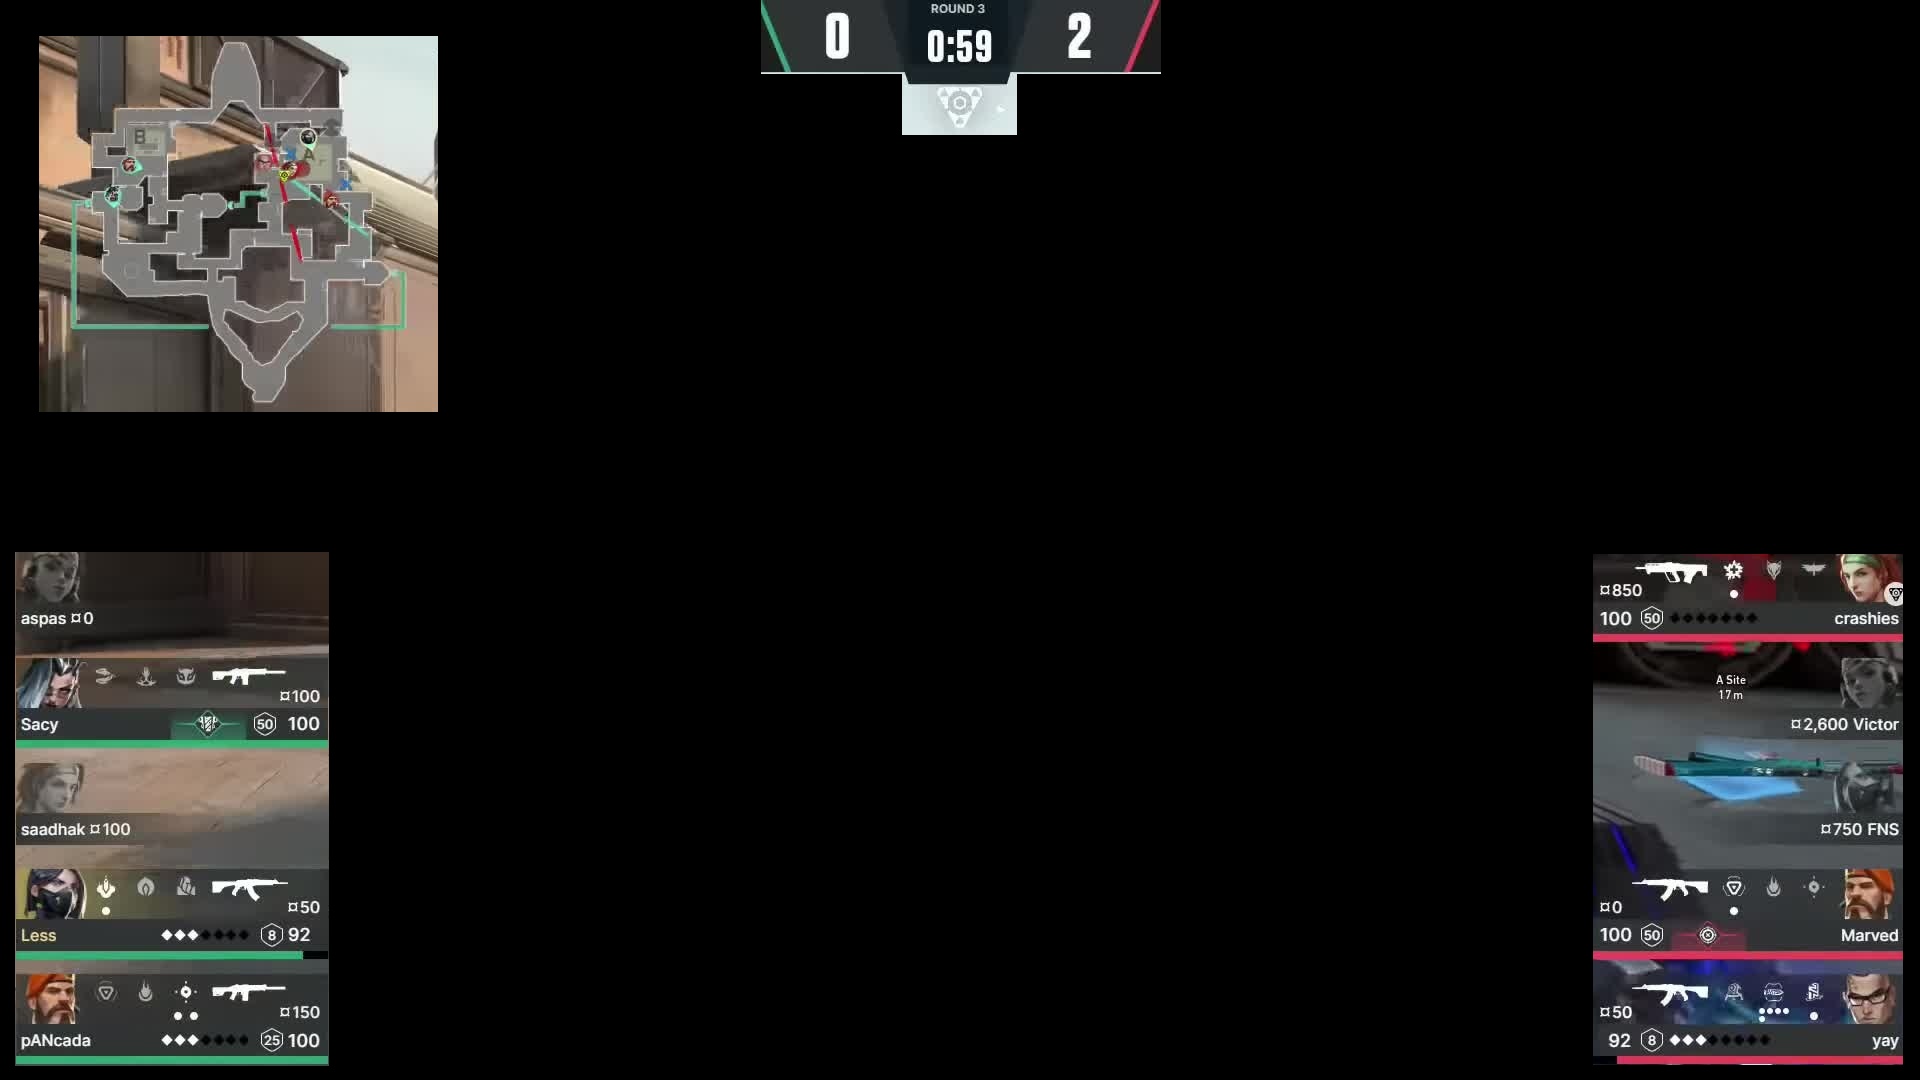 ROUND 3
0 0:59 2
B
A
aspas ¤0
¤100
Sacy 50 100
saadhak ¤100
¤50
Less 8 92
¤150
pANcada 25 100
¤850
100 50 crashies
A Site
17m
¤2,600 Victor
¤750 FNS
¤0
100 50 Marved
¤50
92 8 yay